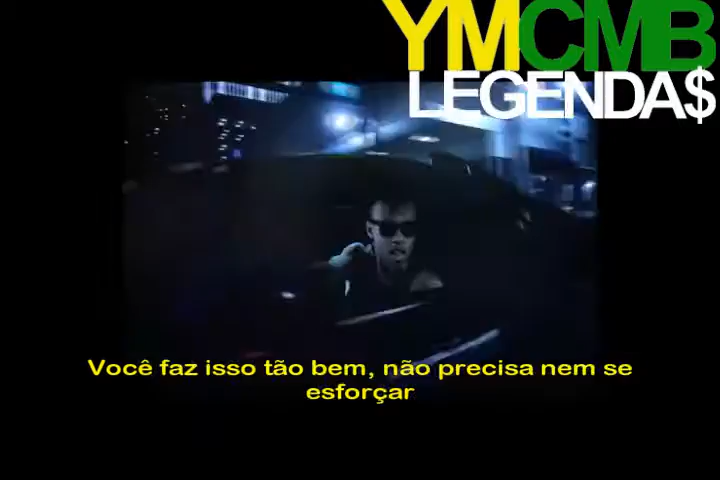 YMCMB
LEGENDA$
Você faz isso tão bem, não precisa nem se
esforçar